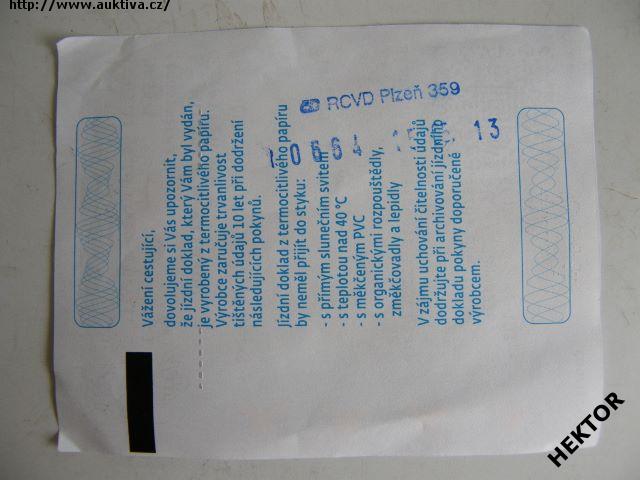 http://www.auktiva.cz/
RCVD Plzeň 359
13
Vážení cestující,
dovolujeme si Vás upozornit,
že jízdní doklad, který Vám byl vydán,
je vyrobený z termocitlivého papíru.
Výrobce zaručuje trvanlivost
tištěných údajů 10 let při dodržení
následujících pokynů.
Jízdní doklad z termocitlivého papíru
by neměl přijít do styku:
- s přímým slunečním svitem
- s teplotou nad 40 °C
- s měkčeným PVC
- s organickými rozpouštědly,
změkčovadly a lepidly
V zájmu uchování čitelnosti údajů
dodržujte při archivování jízdního
dokladu pokyny doporučené
výrobcem.
HEKTOR